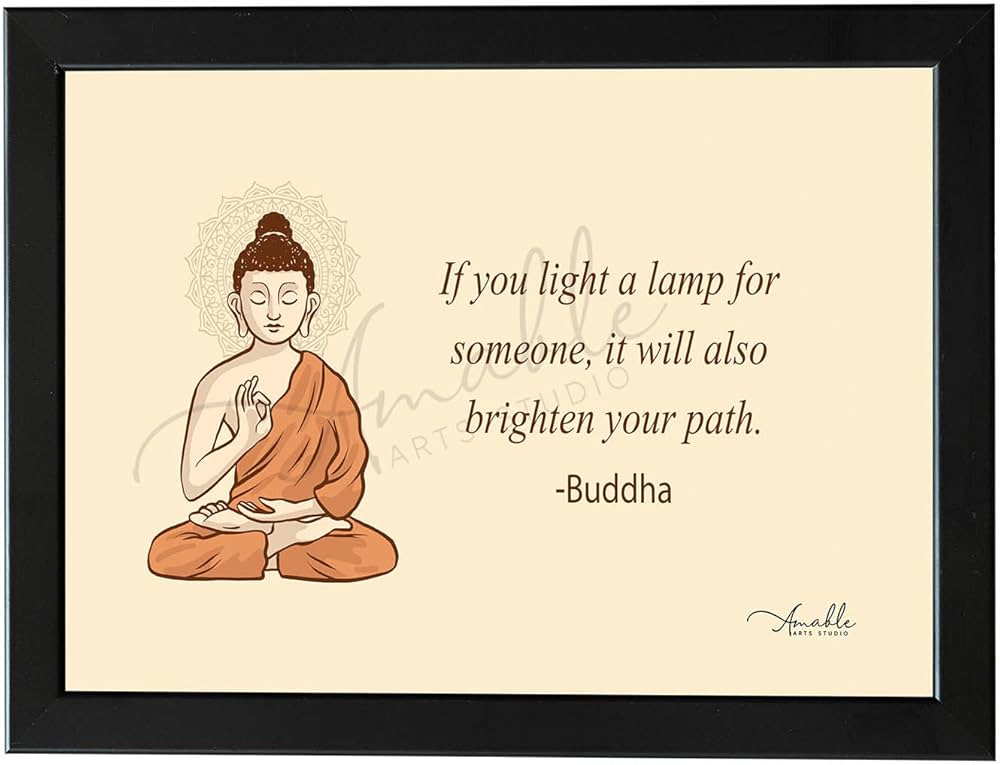 If you light a lamp for
someone, it will also
brighten your path.
-Buddha
Amable
ARTS STUDIO
Amable
ARTS STUDIO